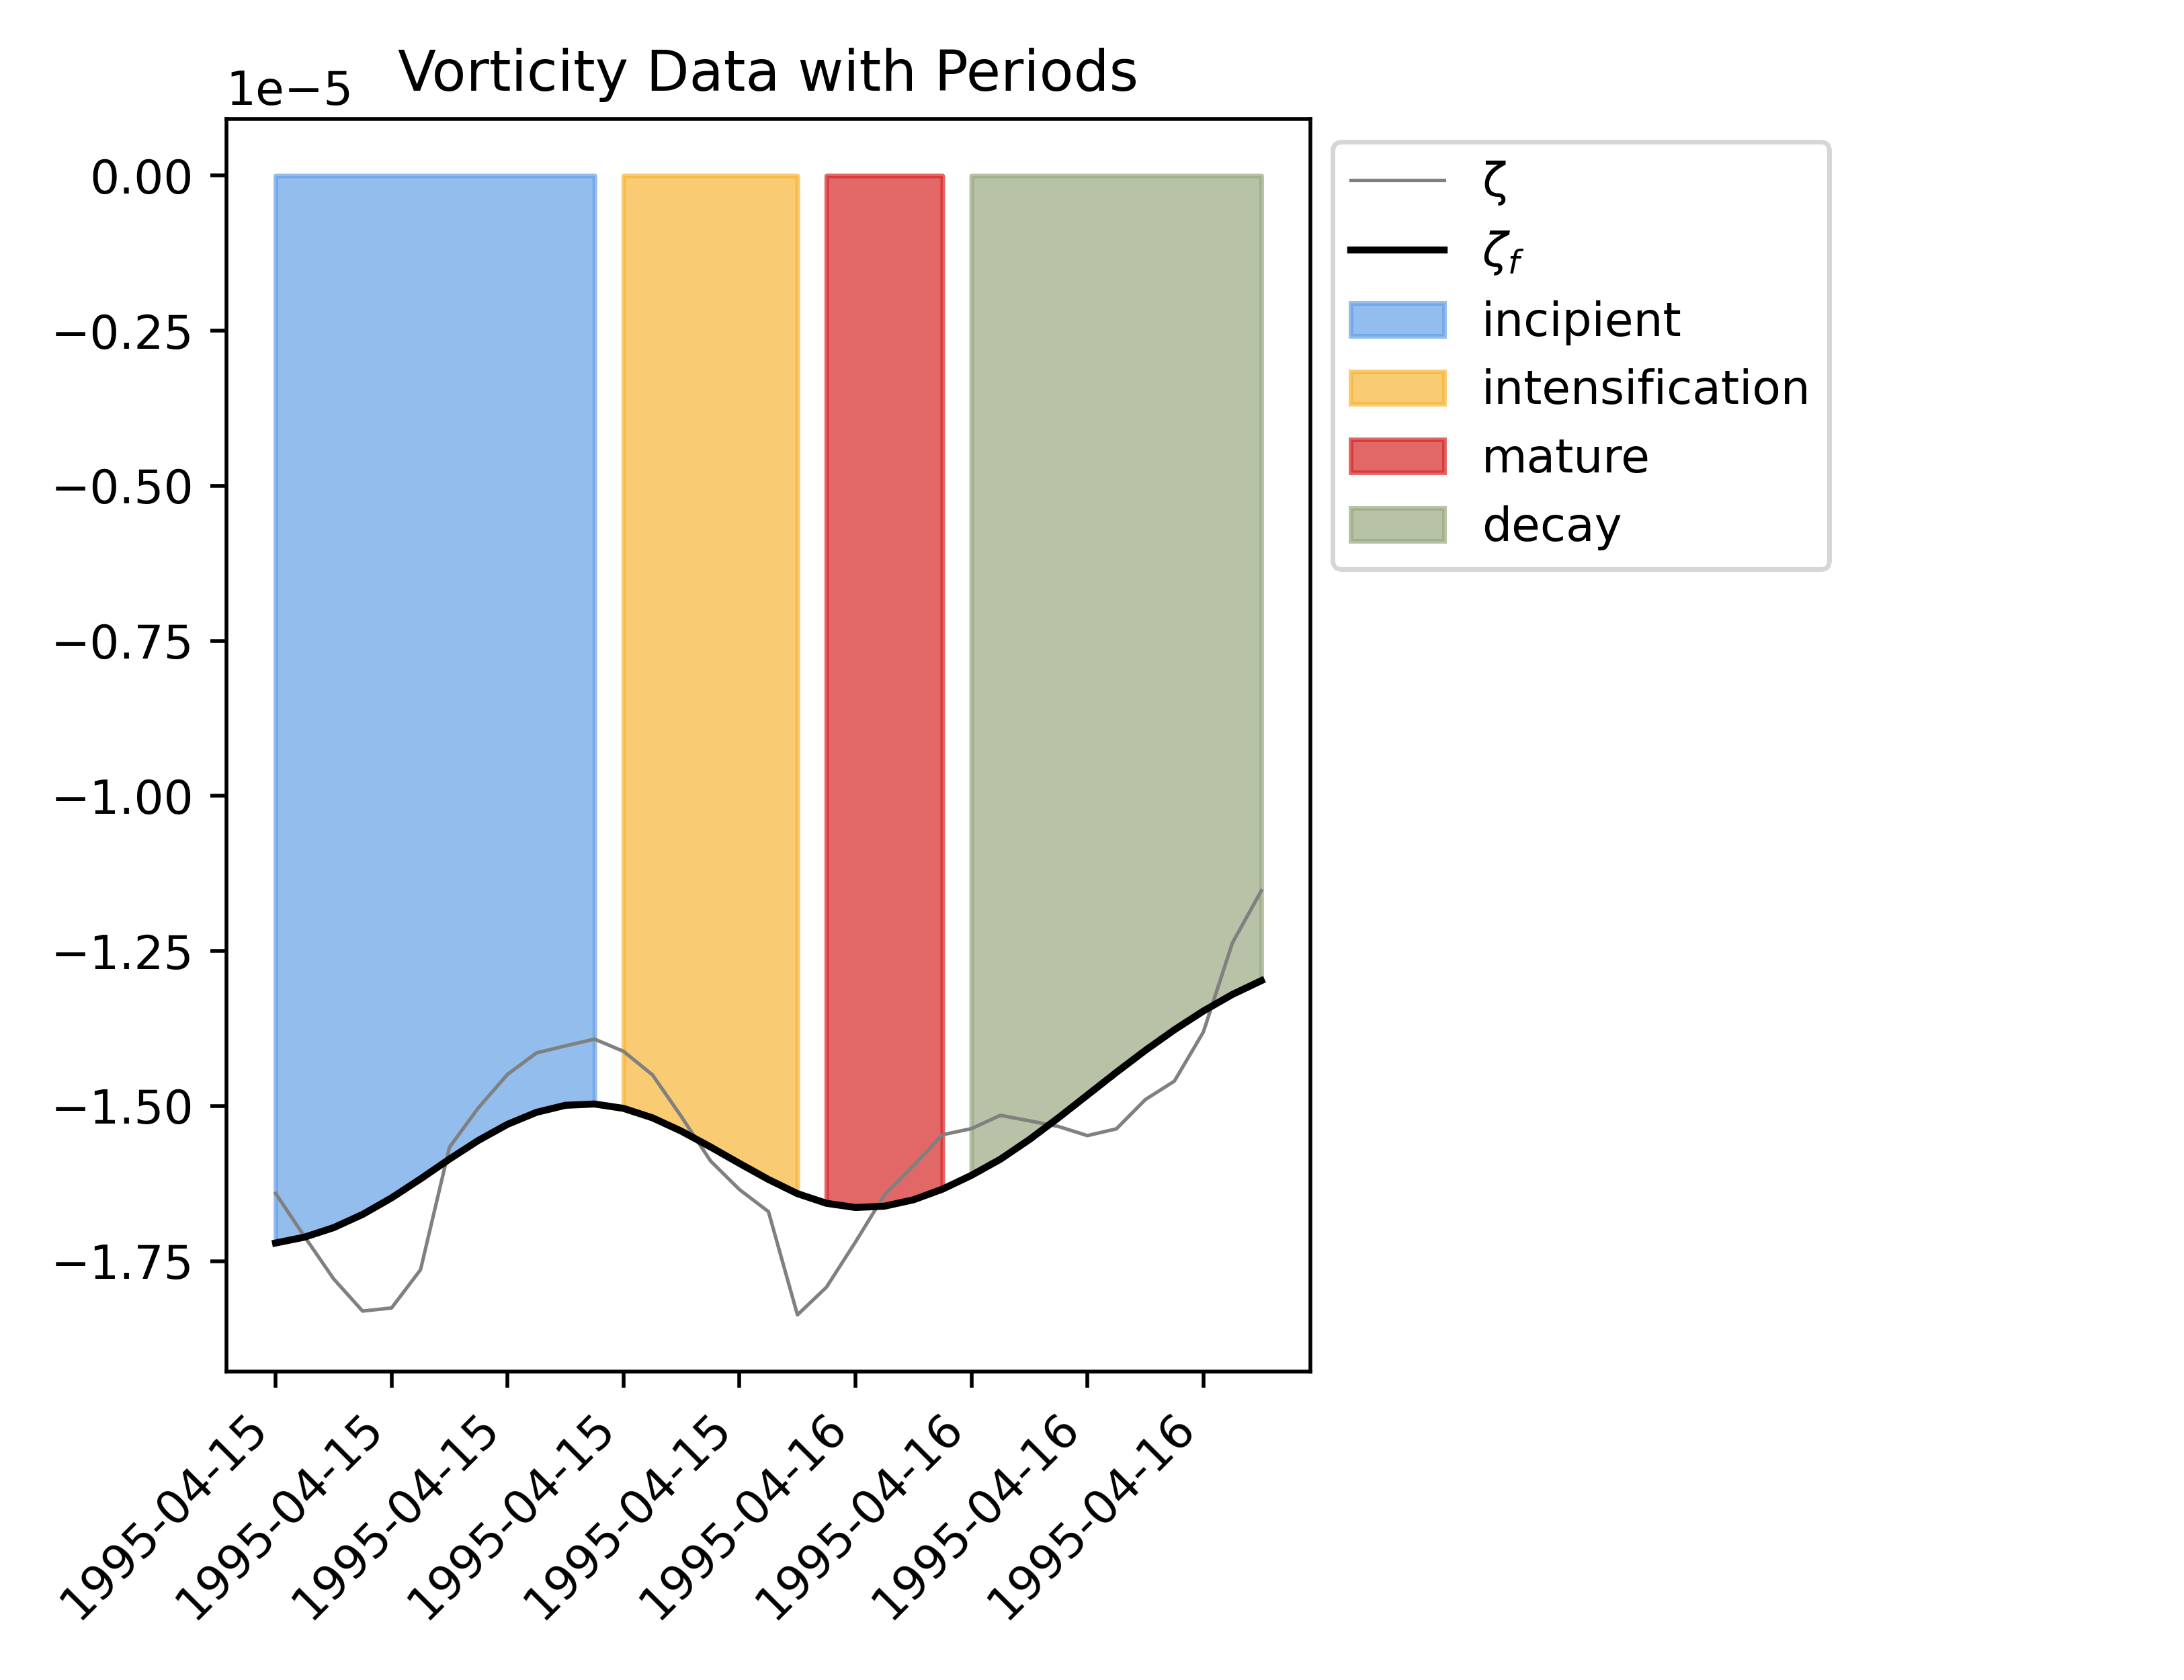 Vorticity Data with Periods
1e−5
0.00
−0.25
−0.50
−0.75
−1.00
−1.25
−1.50
−1.75
1995-04-15
1995-04-15
1995-04-15
1995-04-15
1995-04-15
1995-04-16
1995-04-16
1995-04-16
1995-04-16
ζ
ζf
incipient
intensification
mature
decay